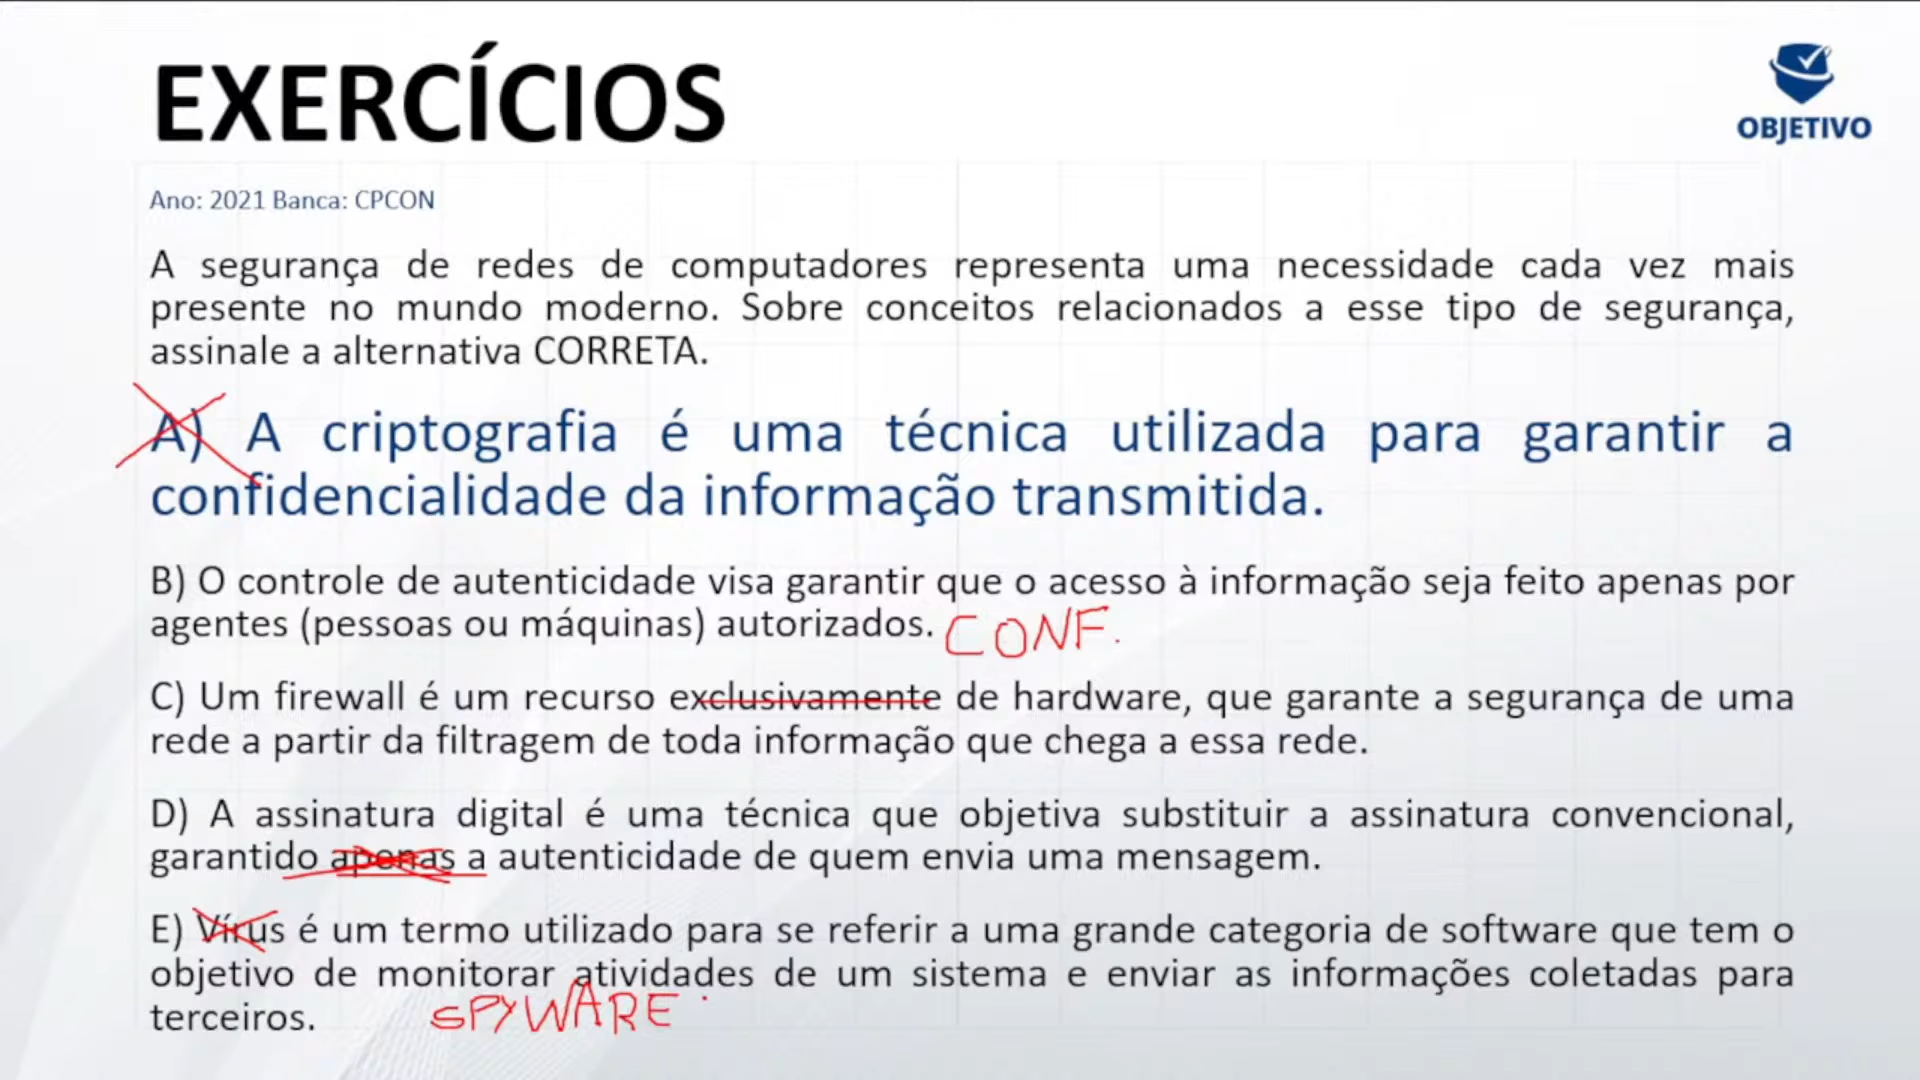 EXERCÍCIOS
OBJETIVO
Ano: 2021 Banca: CPCON
A segurança de redes de computadores representa uma necessidade cada vez mais
presente no mundo moderno. Sobre conceitos relacionados a esse tipo de segurança,
assinale a alternativa CORRETA.
A) A criptografia é uma técnica utilizada para garantir a
confidencialidade da informação transmitida.
B) O controle de autenticidade visa garantir que o acesso à informação seja feito apenas por
agentes (pessoas ou máquinas) autorizados. CONF.
C) Um firewall é um recurso exclusivamente de hardware, que garante a segurança de uma
rede a partir da filtragem de toda informação que chega a essa rede.
D) A assinatura digital é uma técnica que objetiva substituir a assinatura convencional,
garantido apenas a autenticidade de quem envia uma mensagem.
E) Vírus é um termo utilizado para se referir a uma grande categoria de software que tem o
objetivo de monitorar atividades de um sistema e enviar as informações coletadas para
terceiros. SPYWARE